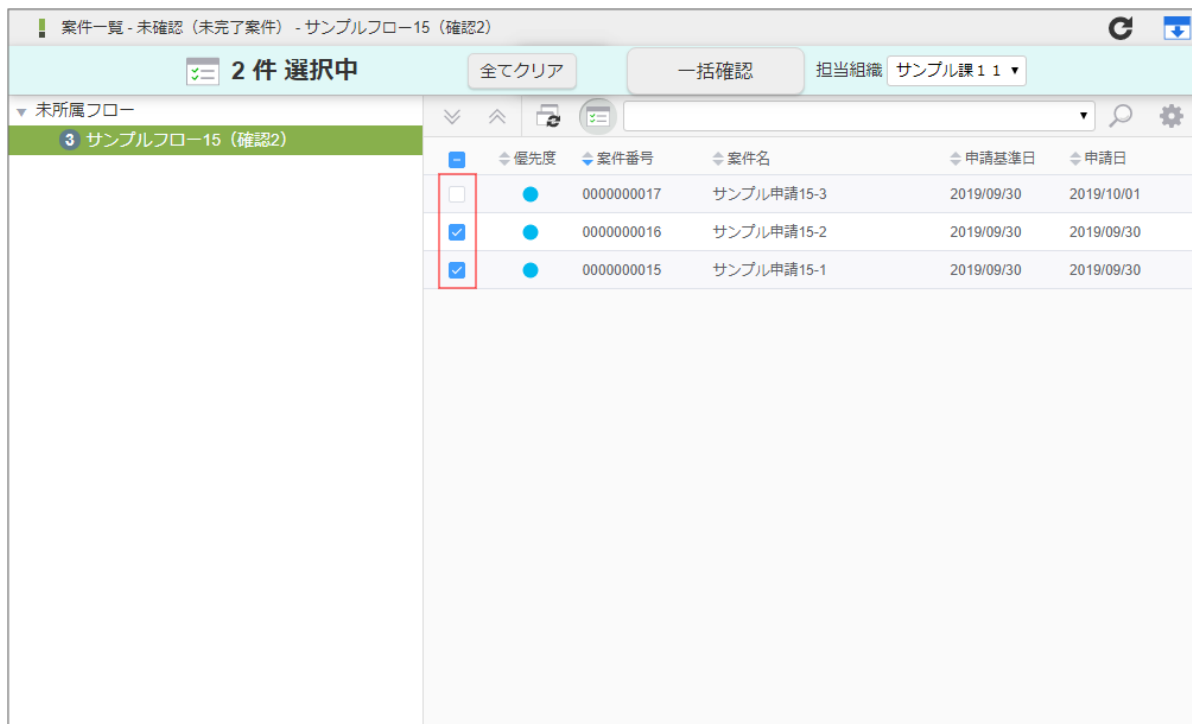 案件一覧 - 未確認（未完了案件） - サンプルフロー15（確認2）
2 件 選択中 全てクリア 一括確認 担当組織 サンプル課１１
未所属フロー
3 サンプルフロー15（確認2）
優先度 案件番号 案件名 申請基準日 申請日
0000000017 サンプル申請15-3 2019/09/30 2019/10/01
0000000016 サンプル申請15-2 2019/09/30 2019/09/30
0000000015 サンプル申請15-1 2019/09/30 2019/09/30